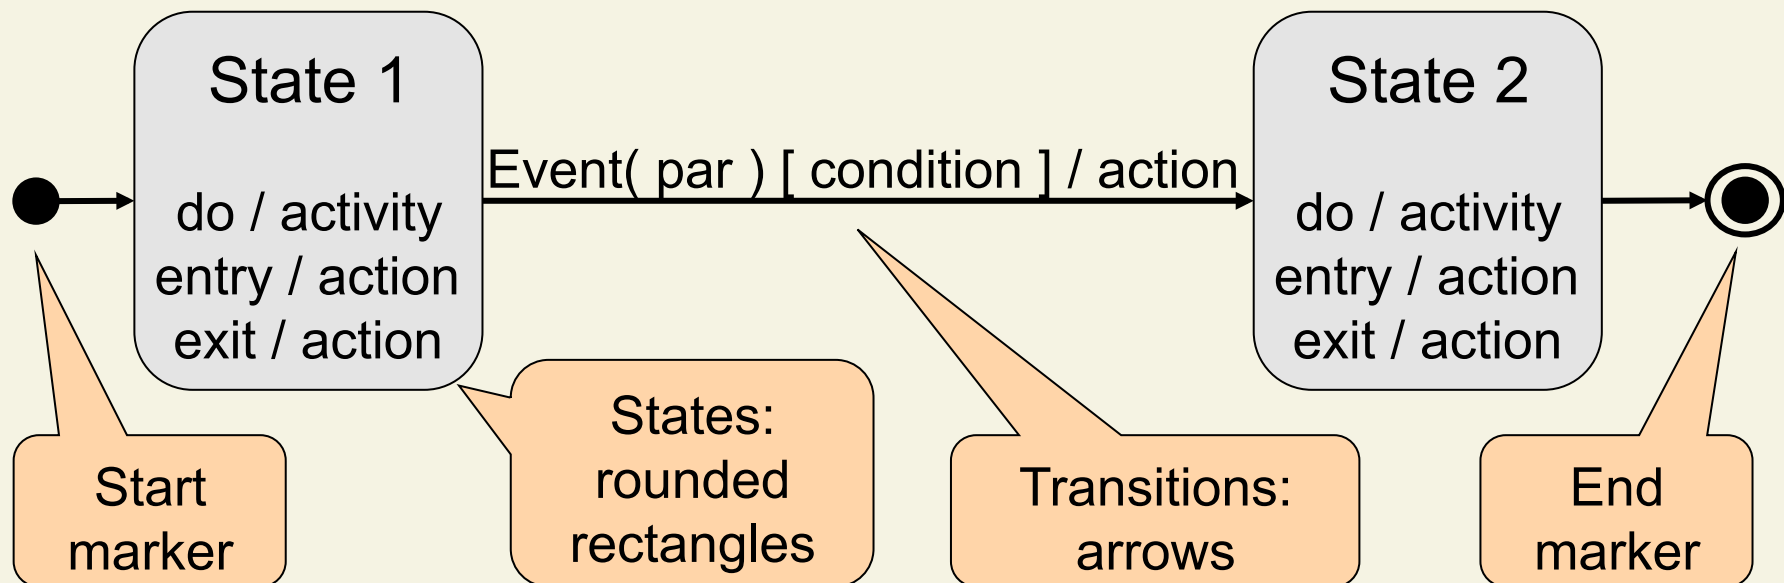 State 1
do / activity
entry / action
exit / action
Event( par ) [ condition ] / action
State 2
do / activity
entry / action
exit / action
Start
marker
States:
rounded
rectangles
Transitions:
arrows
End
marker